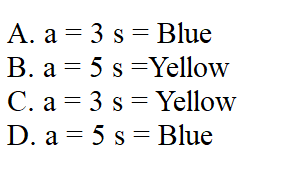 A. a = 3 s = Blue
B. a = 5 s =Yellow
C. a = 3 s = Yellow
D. a = 5 s = Blue